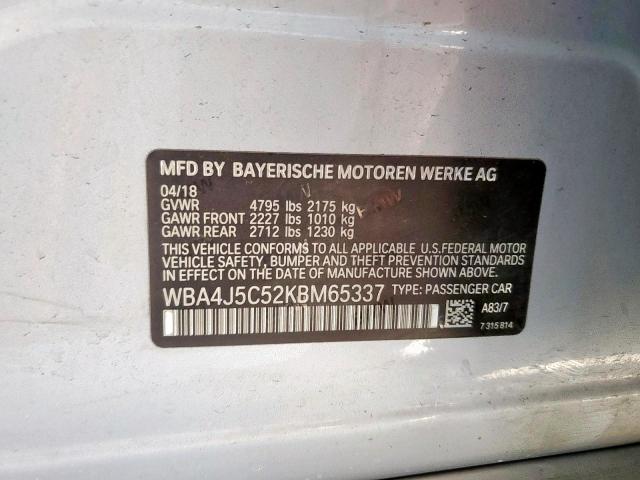 MFD BY BAYERISCHE MOTOREN WERKE AG
04/18
GVWR 4795 lbs 2175 kg
GAWR FRONT 2227 lbs 1010 kg
GAWR REAR 2712 lbs 1230 kg
THIS VEHICLE CONFORMS TO ALL APPLICABLE U.S.FEDERAL MOTOR
VEHICLE SAFETY, BUMPER AND THEFT PREVENTION STANDARDS
IN EFFECT ON THE DATE OF MANUFACTURE SHOWN ABOVE.
WBA4J5C52KBM65337 TYPE: PASSENGER CAR
A83/7
7 315 814